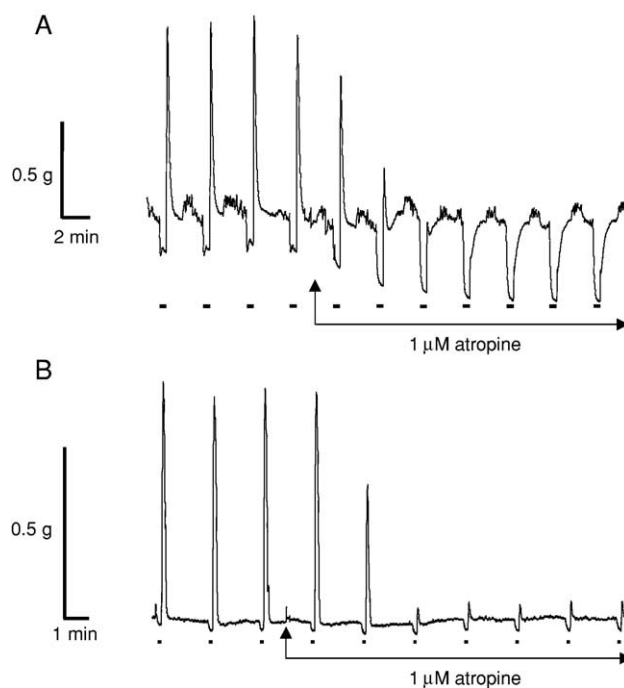 A
0.5 g
2 min
1 μM atropine
B
0.5 g
1 min
1 μM atropine